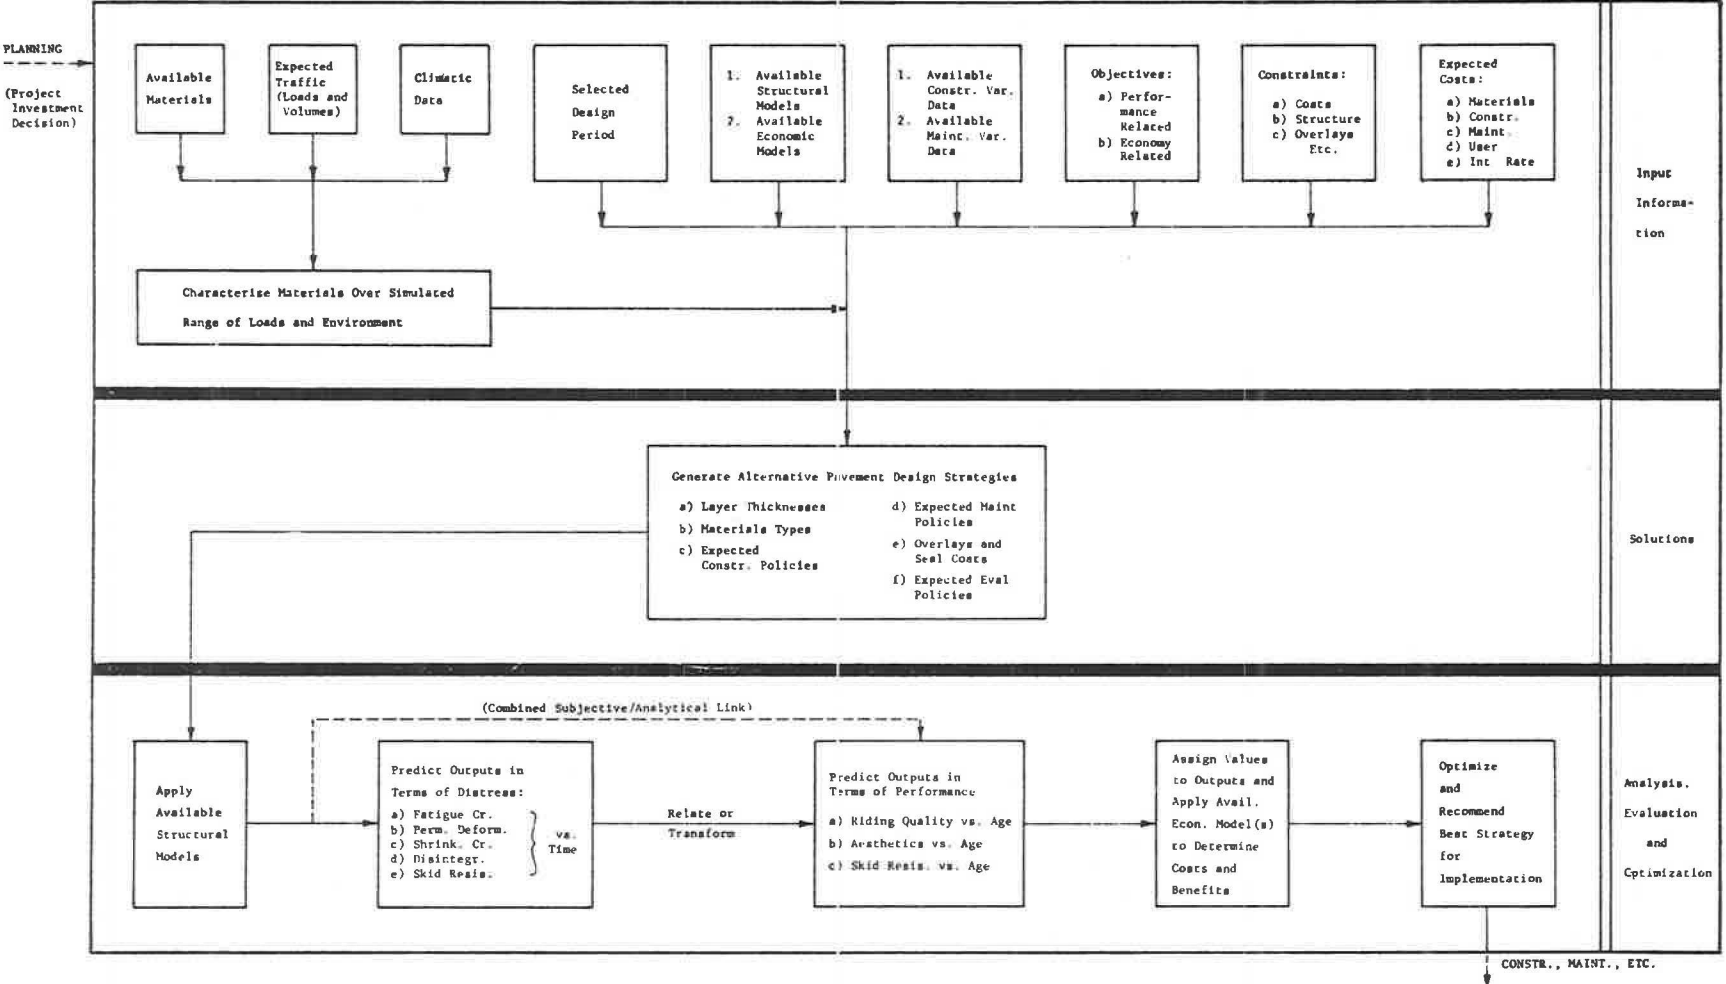 PLANNING
(Project
Investment
Decision)
Available
Materials
Expected
Traffic
(Loads and
Volumes)
Climatic
Data
Selected
Design
Period
1. Available
Structural
Models
2. Available
Economic
Models
1. Available
Constr. Var.
Data
2. Available
Maint. Var.
Data
Objectives:
a) Perfor-
mance
Related
b) Economy
Related
Constraints:
a) Costs
b) Structure
c) Overlays
Etc.
Expected
Costs:
a) Materials
b) Constr.
c) Maint.
d) User
e) Int Rate
Input
Informa-
tion
Characterise Materials Over Simulated
Range of Loads and Environment
Generate Alternative Pavement Design Strategies
a) Layer Thicknesses
b) Materials Types
c) Expected
Constr. Policies
d) Expected Maint
Policies
e) Overlays and
Seal Coats
f) Expected Eval
Policies
Solutions
(Combined Subjective/Analytical Link)
Apply
Available
Structural
Models
Predict Outputs in
Terms of Distress:
a) Fatigue Cr.
b) Perm. Deform.
c) Shrink. Cr.
d) Disintegr.
e) Skid Resis.
vs.
Time
Relate or
Transform
Predict Outputs in
Terms of Performance
a) Riding Quality vs. Age
b) Aesthetics vs. Age
c) Skid Resis. vs. Age
Assign Values
to Outputs and
Apply Avail.
Econ. Model(s)
to Determine
Costs and
Benefits
Optimize
and
Recommend
Best Strategy
for
Implementation
Analysis.
Evaluation
and
Optimization
CONSTR., MAINT., ETC.